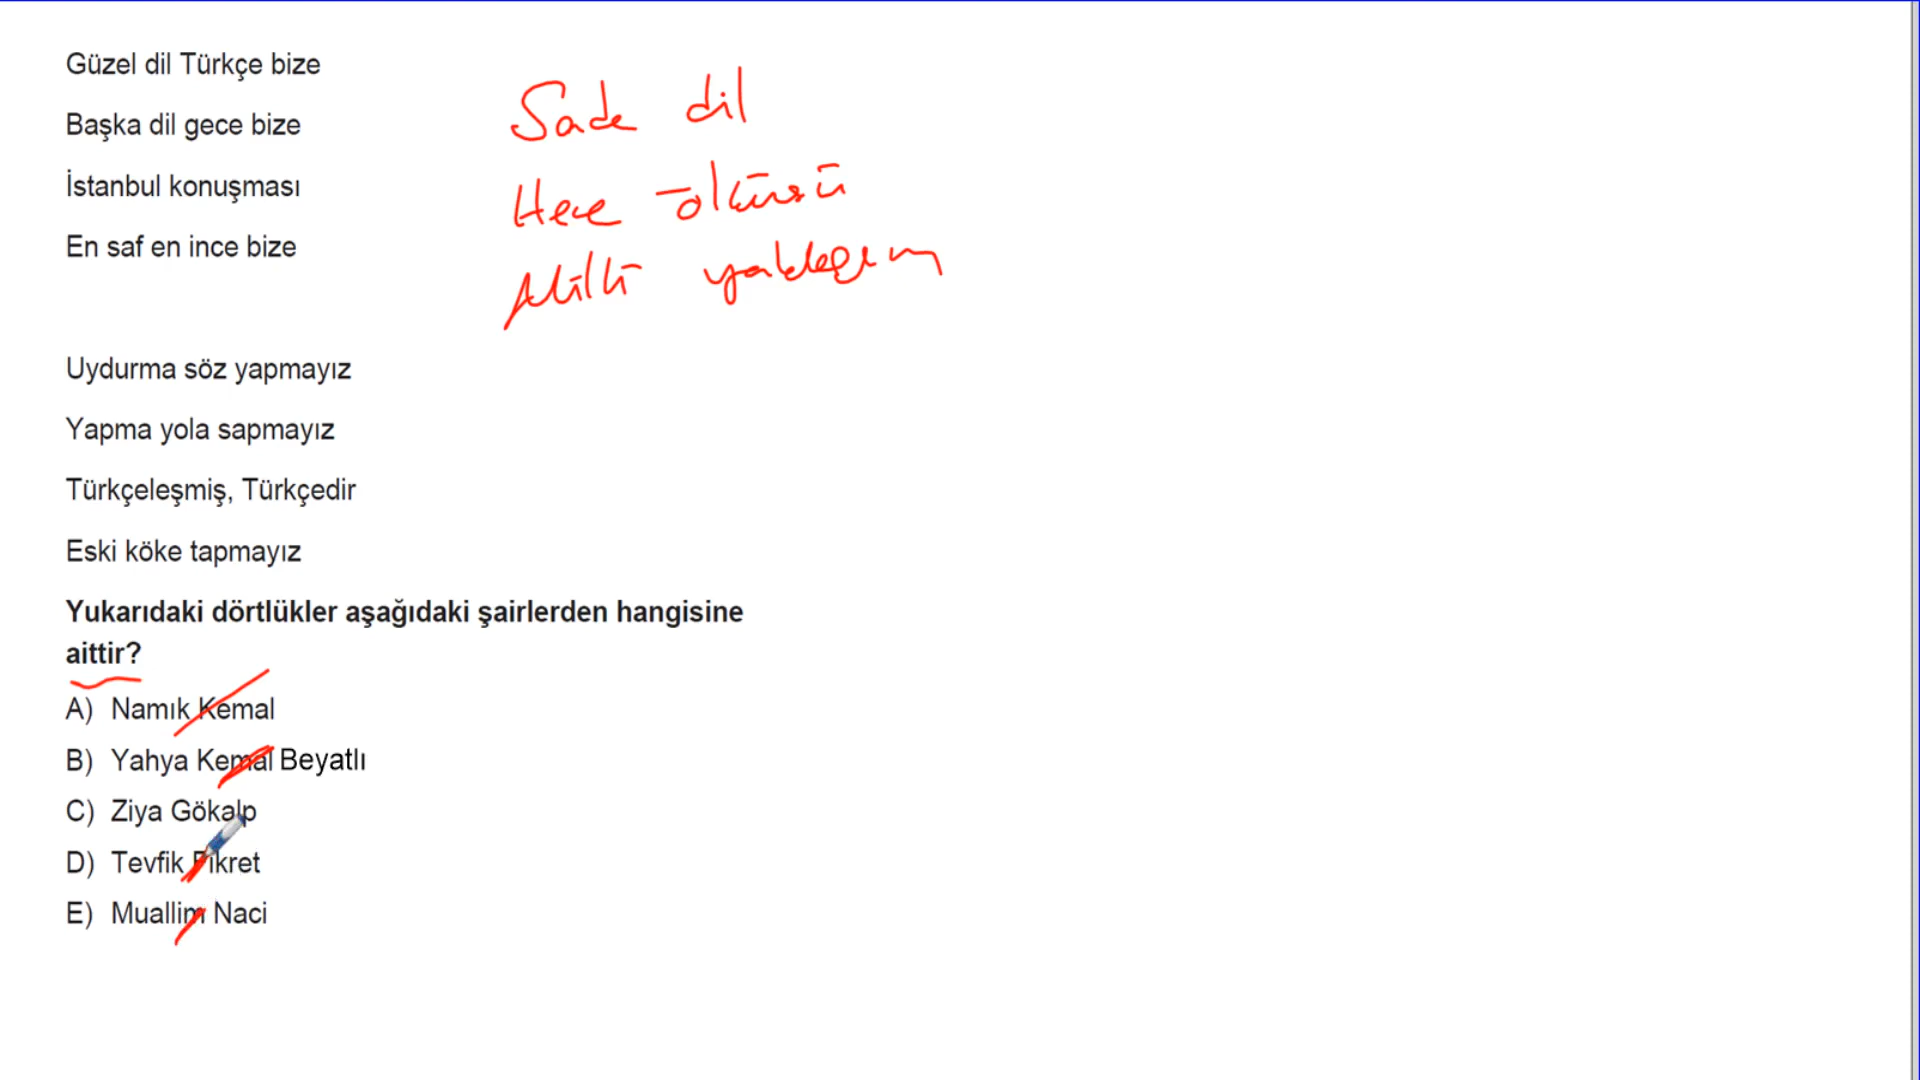 Güzel dil Türkçe bize
Başka dil gece bize
İstanbul konuşması
En saf en ince bize
Sade dil
Hece ölçüsü
Milli
Uydurma söz yapmayız
Yapma yola sapmayız
Türkçeleşmiş, Türkçedir
Eski köke tapmayız
Yukarıdaki dörtlükler aşağıdaki şairlerden hangisine
aittir?
A) Namık Kemal
B) Yahya Kemal Beyatlı
C) Ziya Gökalp
D) Tevfik Fikret
E) Muallim Naci